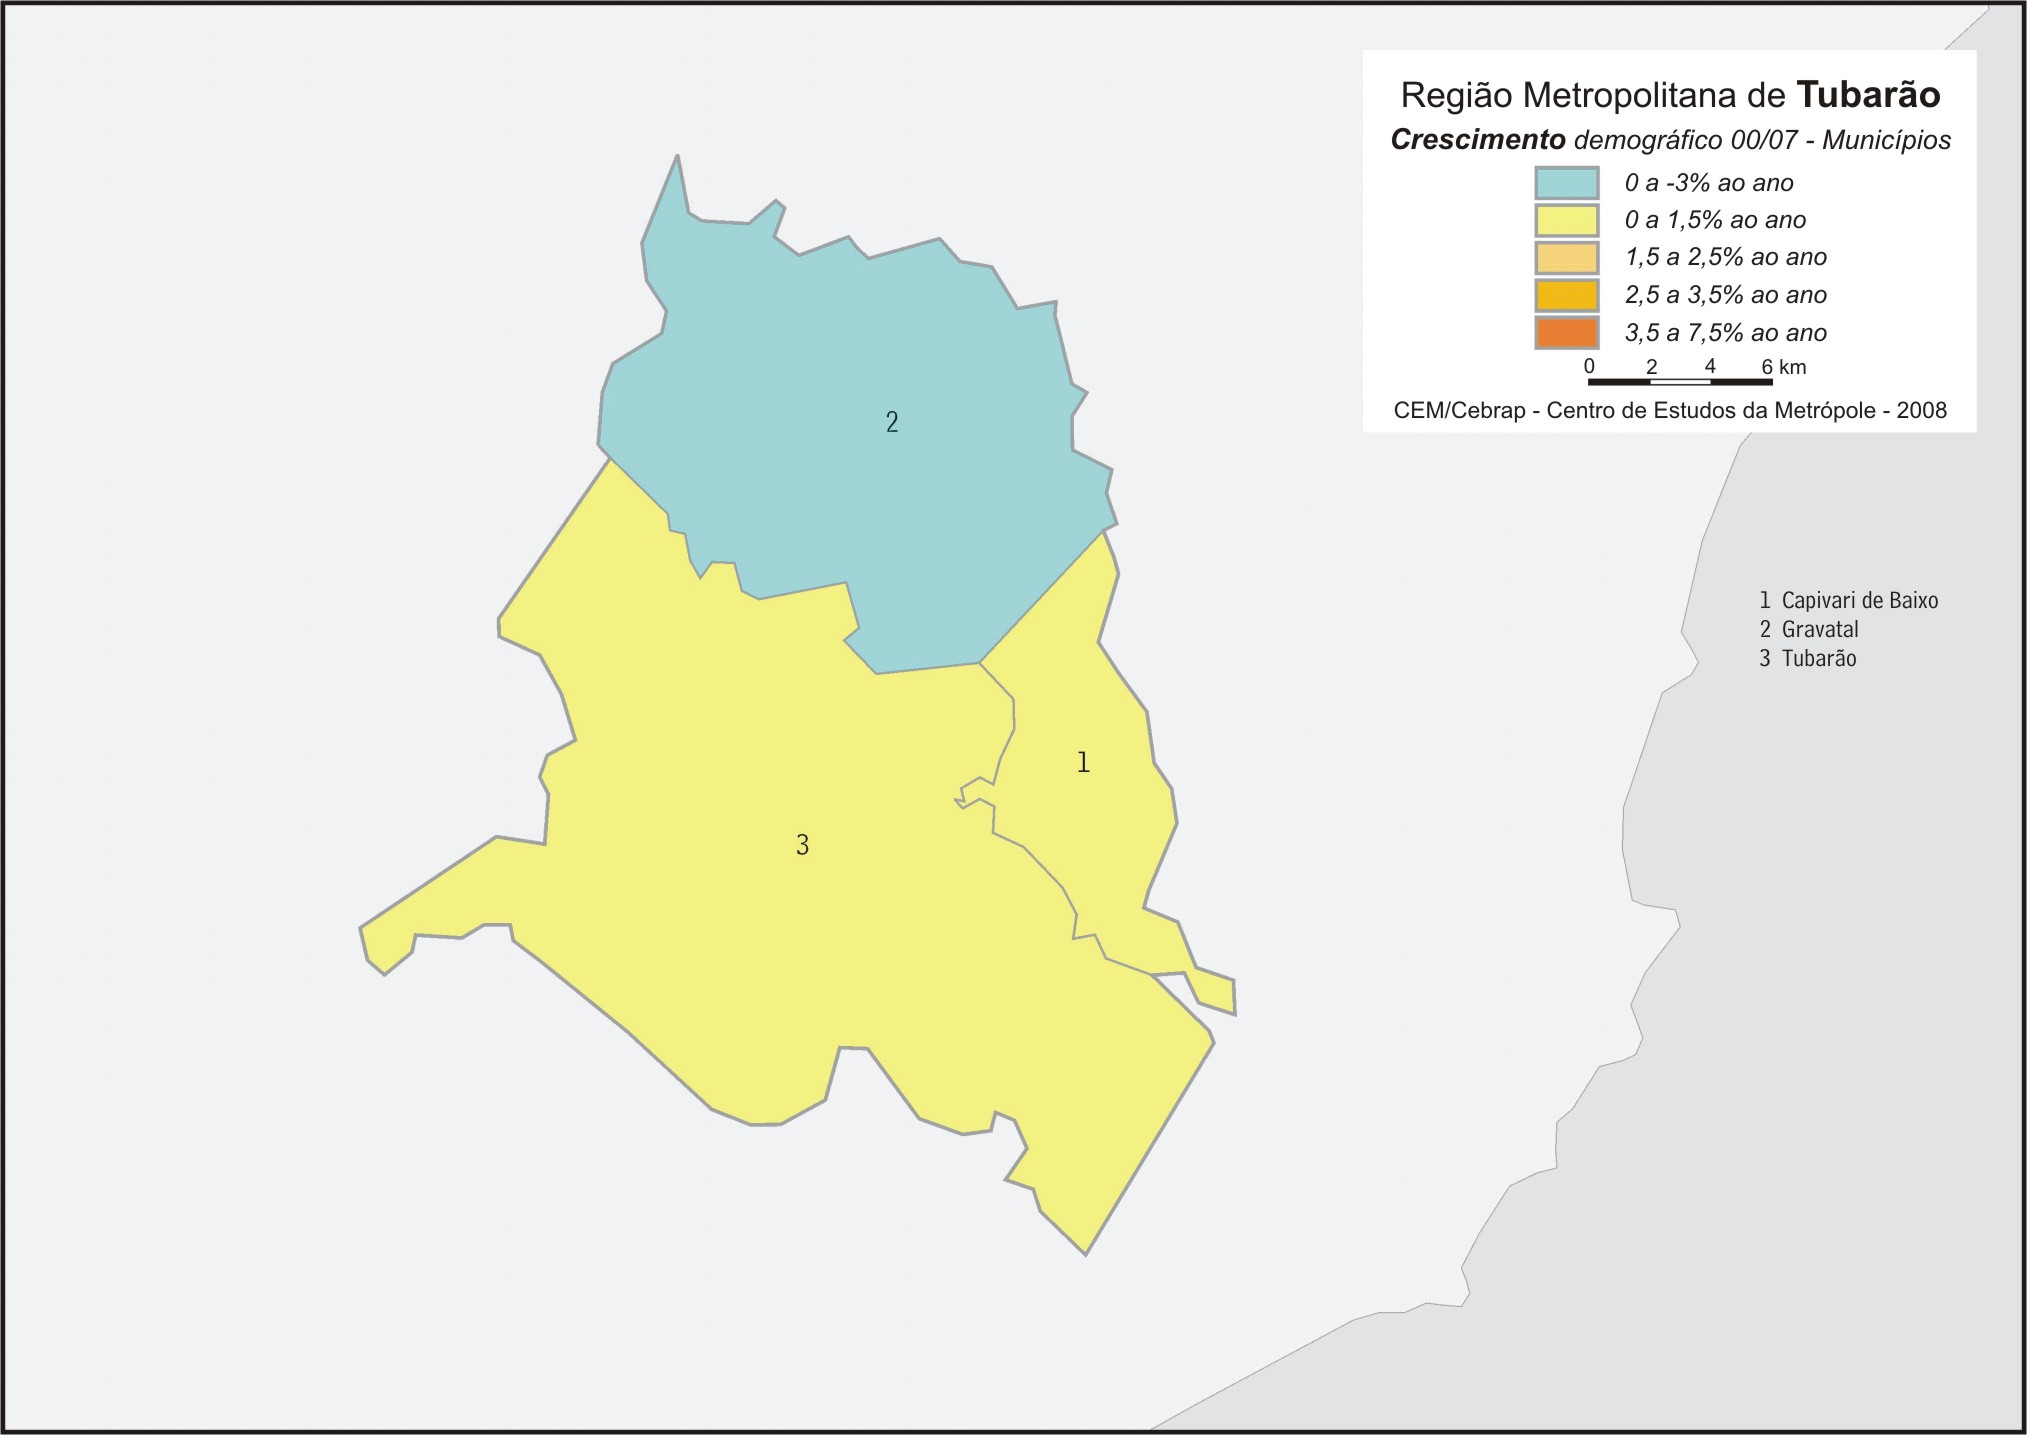 Região Metropolitana de Tubarão
Crescimento demográfico 00/07 - Municípios
0 a -3% ao ano
0 a 1,5% ao ano
1,5 a 2,5% ao ano
2,5 a 3,5% ao ano
3,5 a 7,5% ao ano
0 2 4 6 km
CEM/Cebrap - Centro de Estudos da Metrópole - 2008
2
1 Capivari de Baixo
2 Gravatal
3 Tubarão
1
3